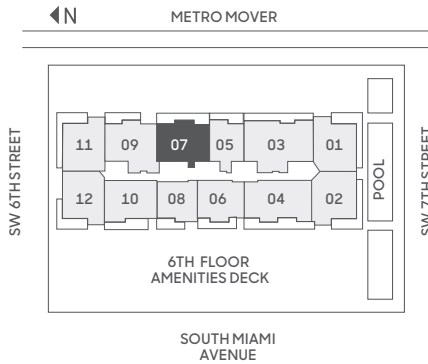 N
METRO MOVER
SW 6TH STREET
11 09 07 05 03 01
12 10 08 06 04 02
POOL
SW 7TH STREET
6TH FLOOR
AMENITIES DECK
SOUTH MIAMI
AVENUE